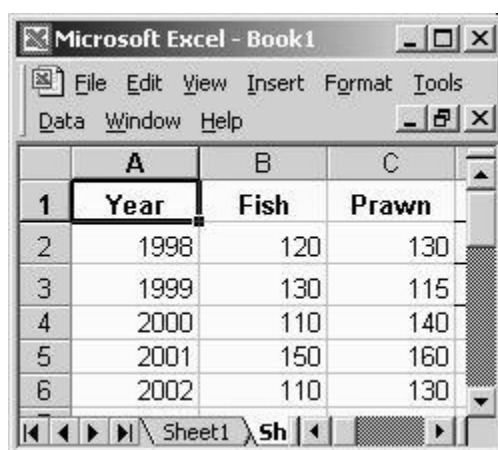 Microsoft Excel - Book1
File Edit View Insert Format Tools
Data Window Help
A B C
1 Year Fish Prawn
2 1998 120 130
3 1999 130 115
4 2000 110 140
5 2001 150 160
6 2002 110 130
Sheet1 Sh